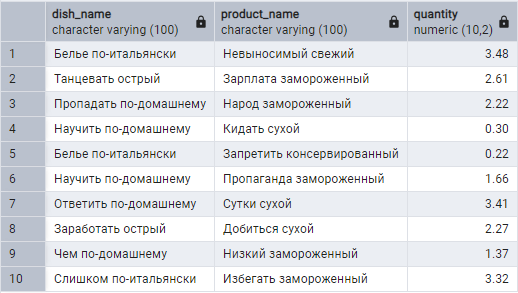 dish_name product_name quantity
character varying (100) character varying (100) numeric (10,2)
1 Белье по-итальянски Невыносимый свежий 3.48
2 Танцевать острый Зарплата замороженный 2.61
3 Пропадать по-домашнему Народ замороженный 2.22
4 Научить по-домашнему Кидать сухой 0.30
5 Белье по-итальянски Запретить консервированный 0.22
6 Научить по-домашнему Пропаганда замороженный 1.66
7 Ответить по-домашнему Сутки сухой 3.41
8 Заработать острый Добиться сухой 2.27
9 Чем по-домашнему Низкий замороженный 1.37
10 Слишком по-итальянски Избегать замороженный 3.32